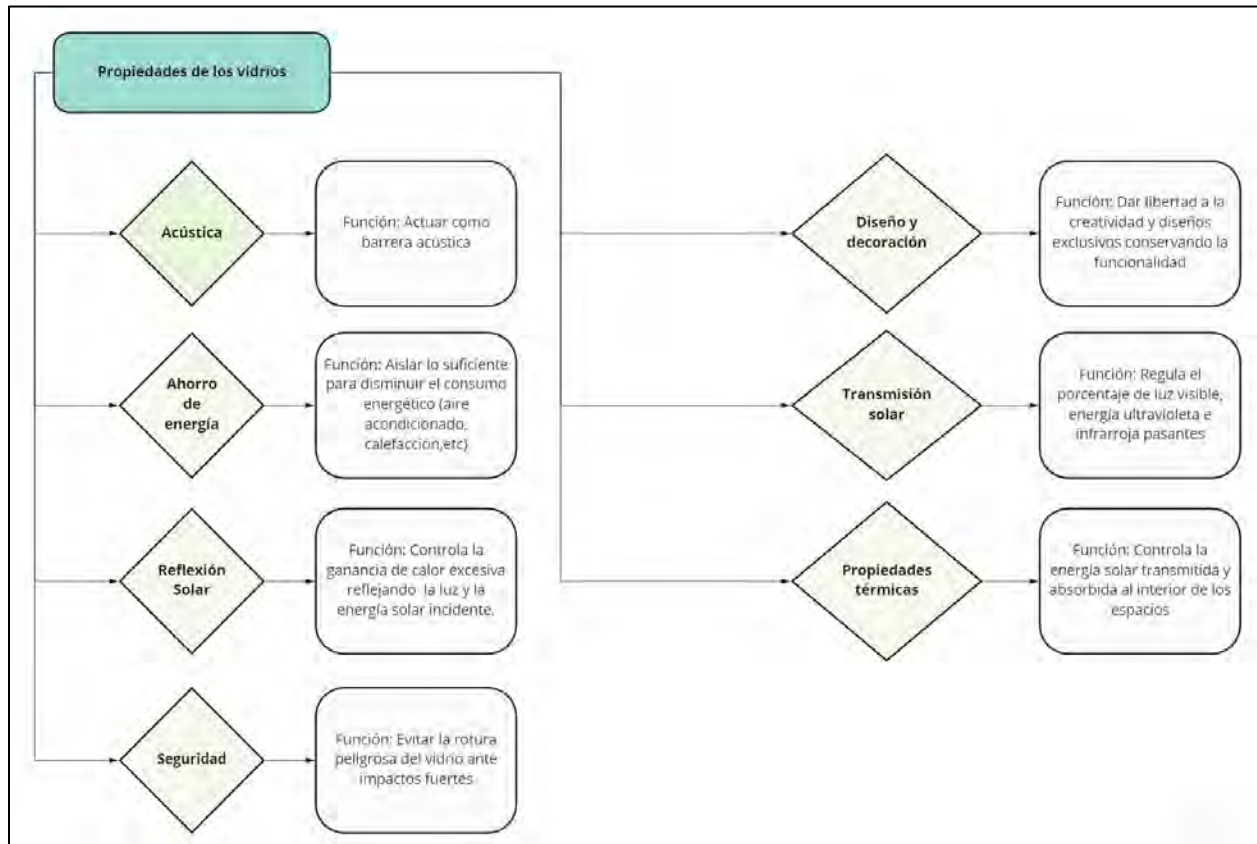 Propiedades de los vidrios
Acústica
Función: Actuar como
barrera acústica
Ahorro
de
energía
Función: Aislar lo suficiente
para disminuir el consumo
energético (aire
acondicionado,
calefacción,etc)
Reflexión
Solar
Función: Controla la
ganancia de calor excesiva
reflejando la luz y la
energía solar incidente.
Seguridad
Función: Evitar la rotura
peligrosa del vidrio ante
impactos fuertes
Diseño y
decoración
Función: Dar libertad a la
creatividad y diseños
exclusivos conservando la
funcionalidad
Transmisión
solar
Función: Regula el
porcentaje de luz visible,
energía ultravioleta e
infrarroja pasantes
Propiedades
térmicas
Función: Controla la
energía solar transmitida y
absorbida al interior de los
espacios